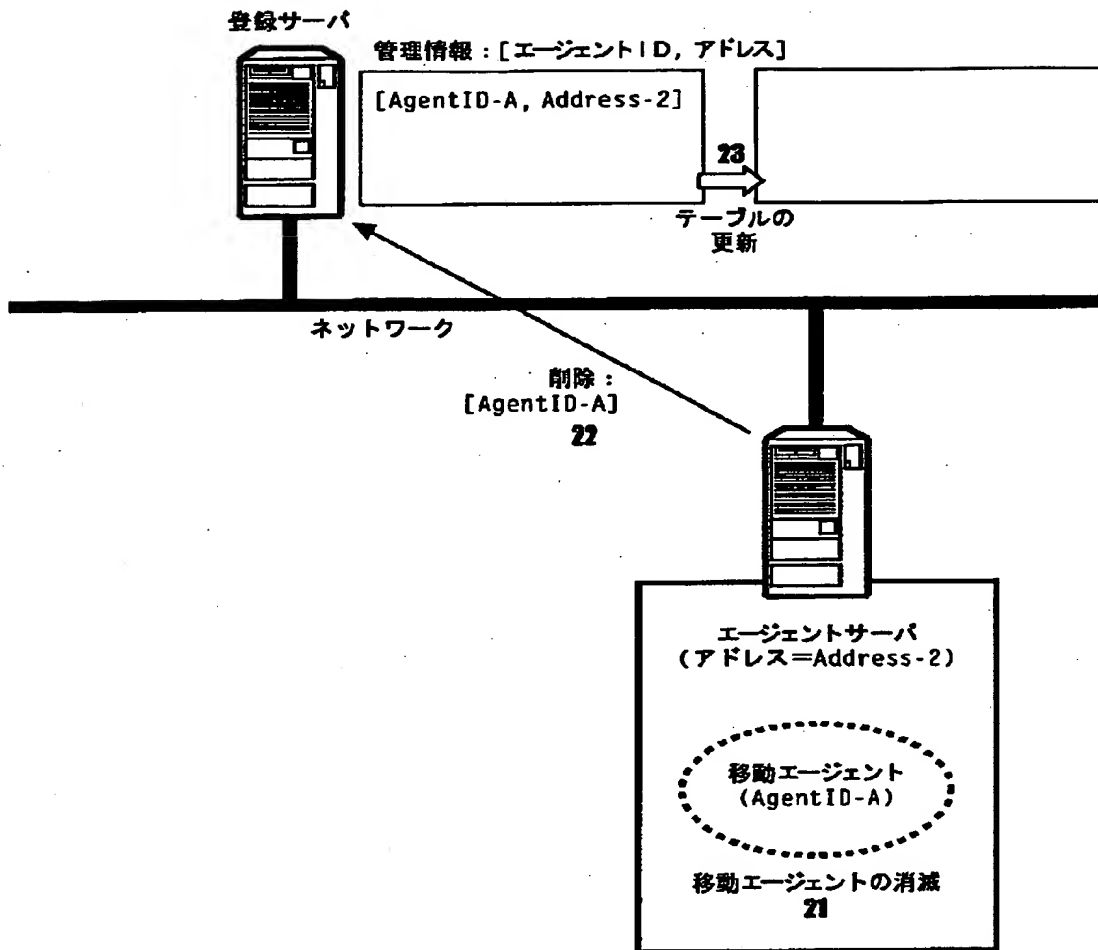 登録サーバ
管理情報：[エージェントID, アドレス]
[AgentID-A, Address-2]
23
テーブルの
更新
ネットワーク
削除：
[AgentID-A]
22
エージェントサーバ
(アドレス＝Address-2)
移動エージェント
(AgentID-A)
移動エージェントの消滅
21